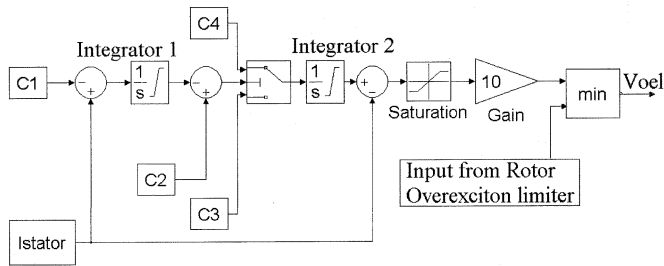 C4
Integrator 1
Integrator 2
C1
−
+
1
s
−
+
1
s
+
−
10
min
Voel
Saturation
Gain
C2
C3
Input from Rotor
Overexciton limiter
Istator